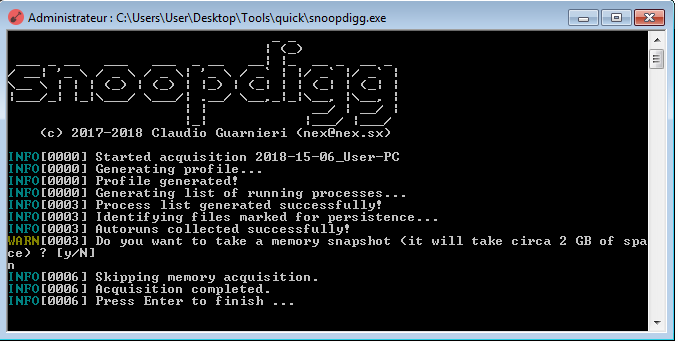 Administrateur : C:\Users\User\Desktop\Tools\quick\snoopdigg.exe
snoopdigg
(c) 2017-2018 Claudio Guarnieri (nex@nex.sx)
INFO[0000] Started acquisition 2018-15-06_User-PC
INFO[0000] Generating profile...
INFO[0000] Profile generated!
INFO[0000] Generating list of running processes...
INFO[0003] Process list generated successfully!
INFO[0003] Identifying files marked for persistence...
INFO[0003] Autoruns collected successfully!
WARN[0003] Do you want to take a memory snapshot (it will take circa 2 GB of spa
ce) ? [y/N]
n
INFO[0006] Skipping memory acquisition.
INFO[0006] Acquisition completed.
INFO[0006] Press Enter to finish ...